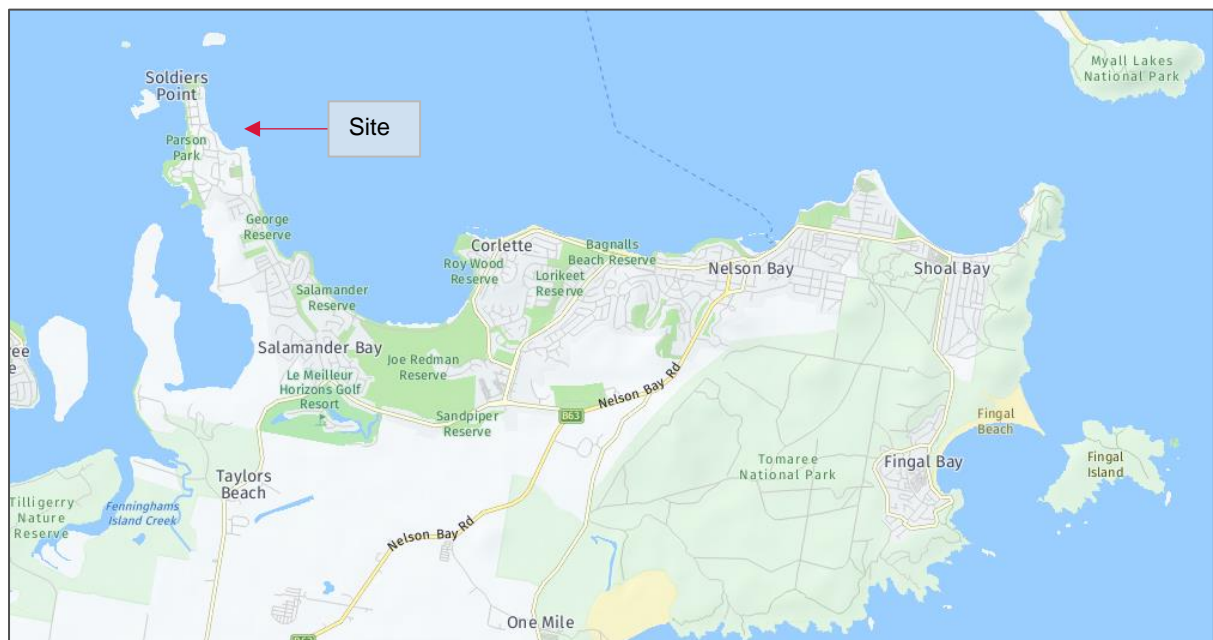 Myall Lakes
National Park
Soldiers
Point
Site
Parson
Park
George
Reserve
Corlette
Roy Wood
Reserve
Bagnalls
Beach Reserve
Lorikeet
Reserve
Nelson Bay
Shoal Bay
Salamander
Reserve
Salamander Bay
Joe Redman
Reserve
Le Meilleur
Horizons Golf
Resort
Nelson Bay Rd
B63
Sandpiper
Reserve
Fingal
Beach
Taylors
Beach
Tomaree
National Park
Fingal Bay
Fingal
Island
Tilligerry
Nature
Reserve
Fenninghams
Island Creek
Nelson Bay Rd
One Mile